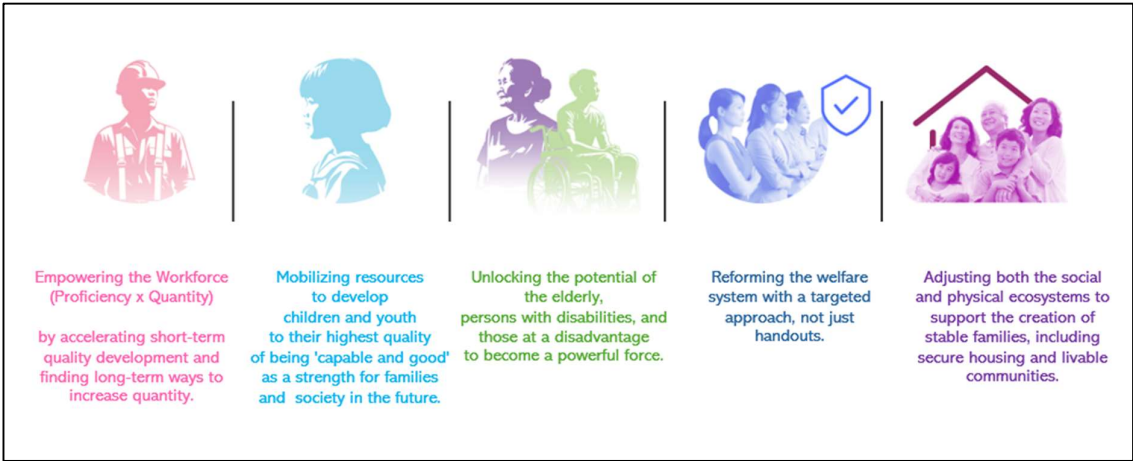 Empowering the Workforce
(Proficiency x Quantity)
by accelerating short-term
quality development and
finding long-term ways to
increase quantity.
Mobilizing resources
to develop
children and youth
to their highest quality
of being 'capable and good'
as a strength for families
and society in the future.
Unlocking the potential of
the elderly,
persons with disabilities, and
those at a disadvantage
to become a powerful force.
Reforming the welfare
system with a targeted
approach, not just
handouts.
Adjusting both the social
and physical ecosystems to
support the creation of
stable families, including
secure housing and livable
communities.